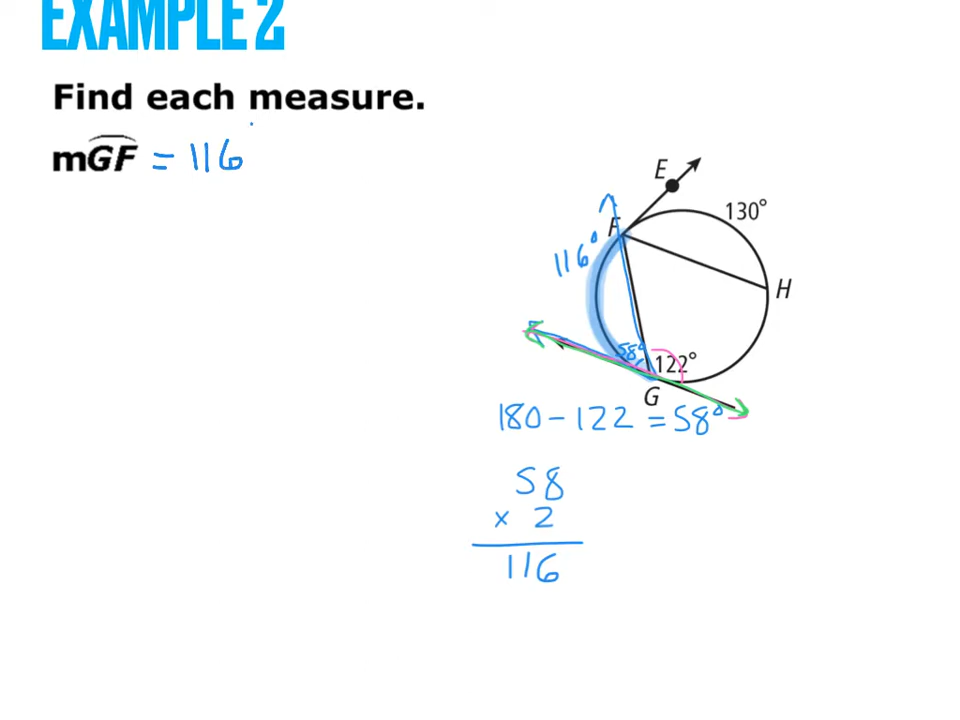 EXAMPLE 2
Find each measure.
mGF = 116
E
130°
F
116°
H
58°
122°
G
180 - 122 = 58°
58
x 2
116